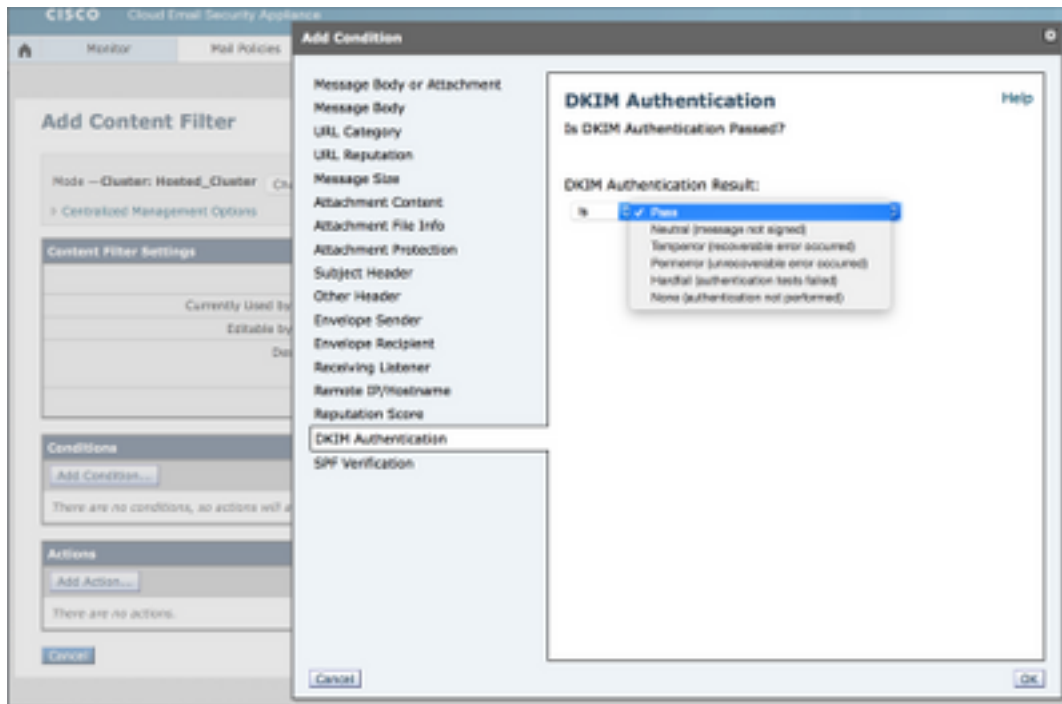 CISCO Cloud Email Security Appliance
Monitor
Mail Policies
Add Content Filter
Mode —Cluster: Hosted_Cluster
Centralized Management Options
Content Filter Settings
Currently Used by
Editable by
Conditions
Add Condition...
There are no conditions, so actions will
Actions
Add Action...
There are no actions.
Cancel
Add Condition
Message Body or Attachment
Message Body
URL Category
URL Reputation
Message Size
Attachment Content
Attachment File Info
Attachment Protection
Subject Header
Other Header
Envelope Sender
Envelope Recipient
Receiving Listener
Remote IP/Hostname
Reputation Score
DKIM Authentication
SPF Verification
DKIM Authentication
Help
Is DKIM Authentication Passed?
DKIM Authentication Result:
Is
✓ Pass
Neutral (message not signed)
Temperror (recoverable error occurred)
Permerror (unrecoverable error occurred)
Hardfail (authentication tests failed)
None (authentication not performed)
Cancel
OK